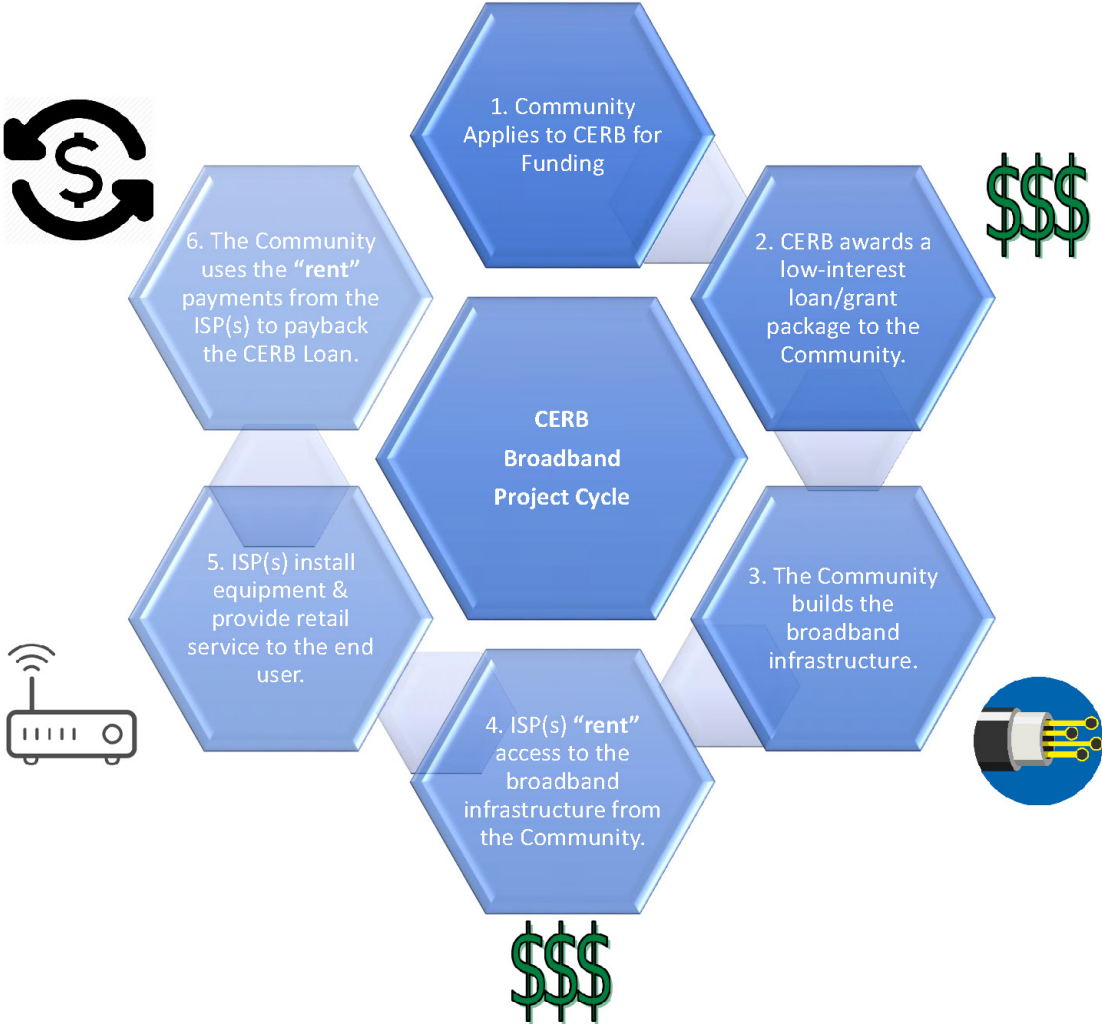 1. Community
Applies to CERB for
Funding
2. CERB awards a
low-interest
loan/grant
package to the
Community.
3. The Community
builds the
broadband
infrastructure.
4. ISP(s) “rent”
access to the
broadband
infrastructure from
the Community.
5. ISP(s) install
equipment &
provide retail
service to the end
user.
6. The Community
uses the “rent”
payments from the
ISP(s) to payback
the CERB Loan.
CERB
Broadband
Project Cycle
$
$$$
$$$